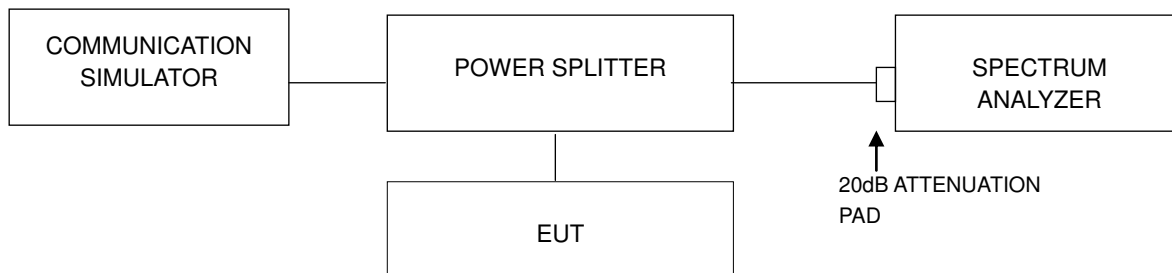 COMMUNICATION
SIMULATOR
POWER SPLITTER
SPECTRUM
ANALYZER
20dB ATTENUATION
PAD
EUT